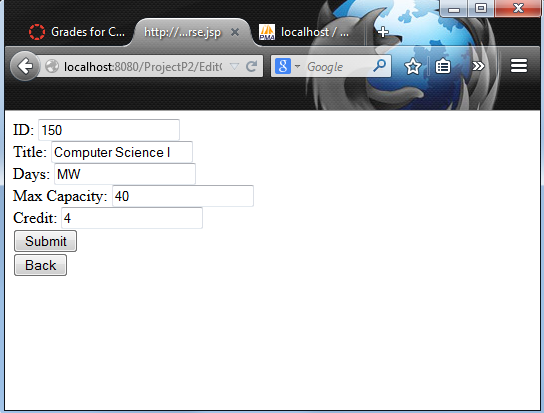 Grades for C... http://...rse.jsp localhost / ...
localhost:8080/ProjectP2/Edit Google
ID: 150
Title: Computer Science I
Days: MW
Max Capacity: 40
Credit: 4
Submit
Back